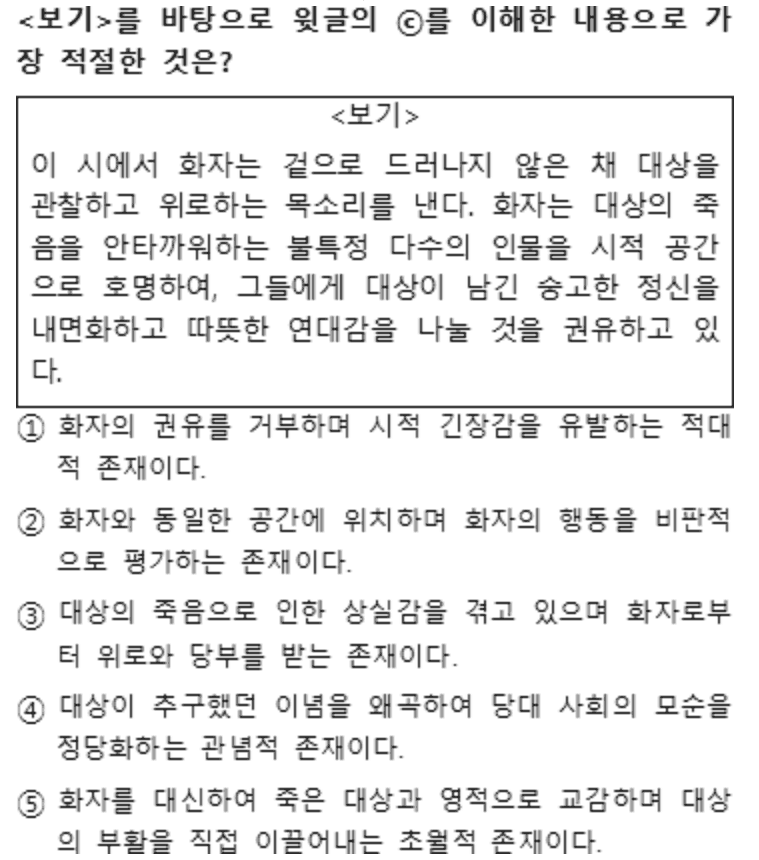 <보기>를 바탕으로 윗글의 ⓒ를 이해한 내용으로 가
장 적절한 것은?
<보기>
이 시에서 화자는 겉으로 드러나지 않은 채 대상을
관찰하고 위로하는 목소리를 낸다. 화자는 대상의 죽
음을 안타까워하는 불특정 다수의 인물을 시적 공간
으로 호명하여, 그들에게 대상이 남긴 숭고한 정신을
내면화하고 따뜻한 연대감을 나눌 것을 권유하고 있
다.
① 화자의 권유를 거부하며 시적 긴장감을 유발하는 적대
적 존재이다.
② 화자와 동일한 공간에 위치하며 화자의 행동을 비판적
으로 평가하는 존재이다.
③ 대상의 죽음으로 인한 상실감을 겪고 있으며 화자로부
터 위로와 당부를 받는 존재이다.
④ 대상이 추구했던 이념을 왜곡하여 당대 사회의 모순을
정당화하는 관념적 존재이다.
⑤ 화자를 대신하여 죽은 대상과 영적으로 교감하며 대상
의 부활을 직접 이끌어내는 초월적 존재이다.